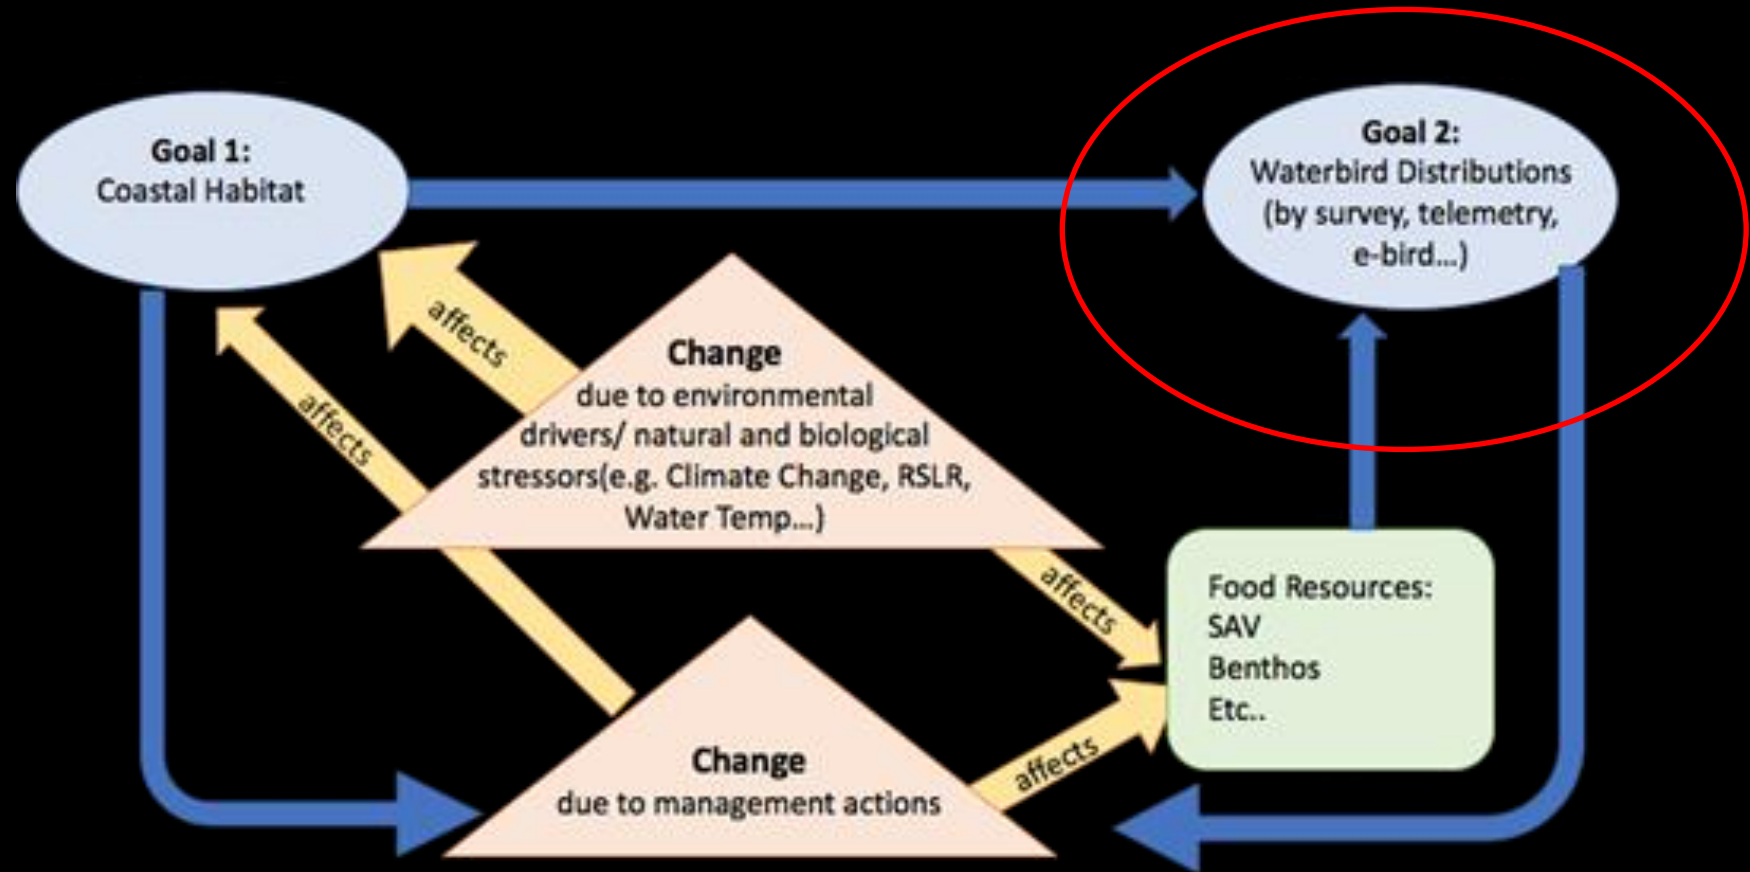 Goal 1:
Coastal Habitat
Goal 2:
Waterbird Distributions
(by survey, telemetry,
e-bird...)
affects
affects
Change
due to environmental
drivers/ natural and biological
stressors(e.g. Climate Change, RSLR,
Water Temp...)
affects
Food Resources:
SAV
Benthos
Etc..
affects
Change
due to management actions